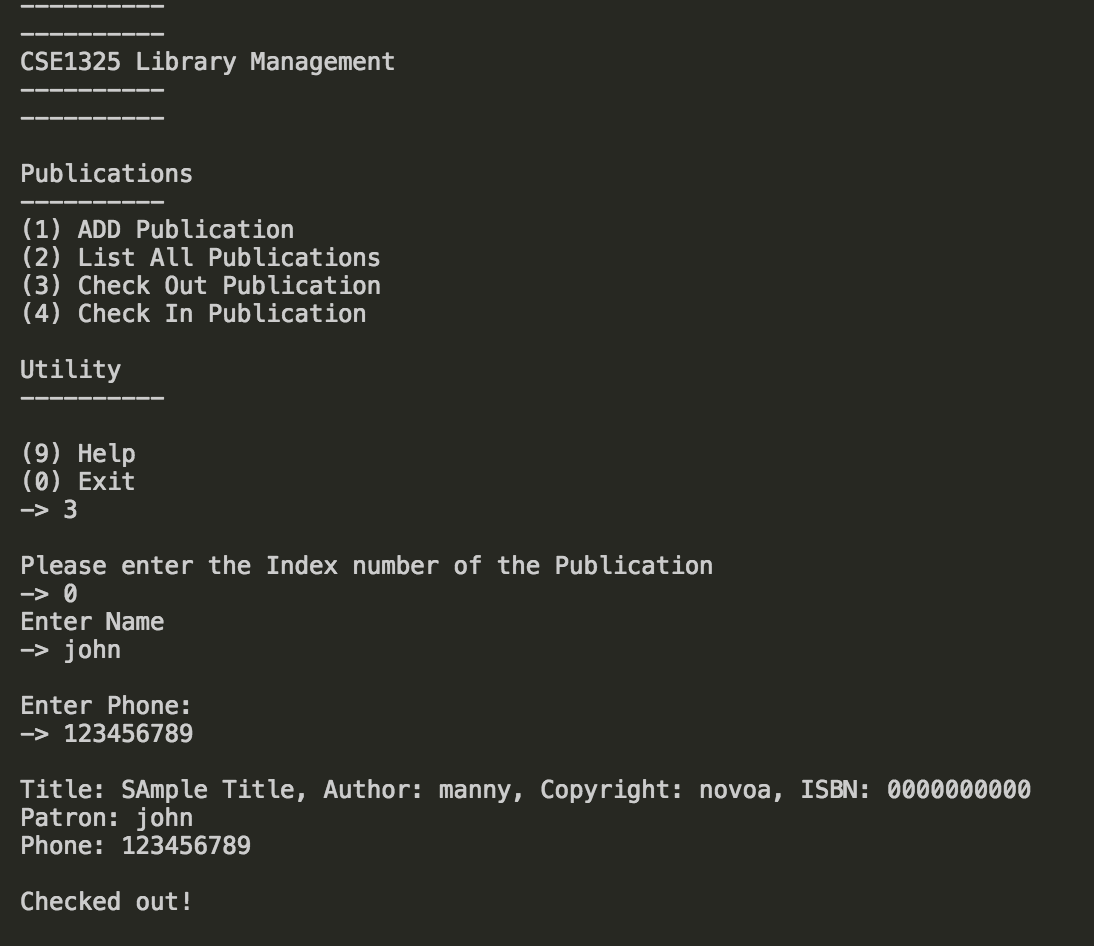 ----------
----------
CSE1325 Library Management
----------
----------
Publications
----------
(1) ADD Publication
(2) List All Publications
(3) Check Out Publication
(4) Check In Publication
Utility
----------
(9) Help
(0) Exit
-> 3
Please enter the Index number of the Publication
-> 0
Enter Name
-> john
Enter Phone:
-> 123456789
Title: SAmple Title, Author: manny, Copyright: novoa, ISBN: 0000000000
Patron: john
Phone: 123456789
Checked out!